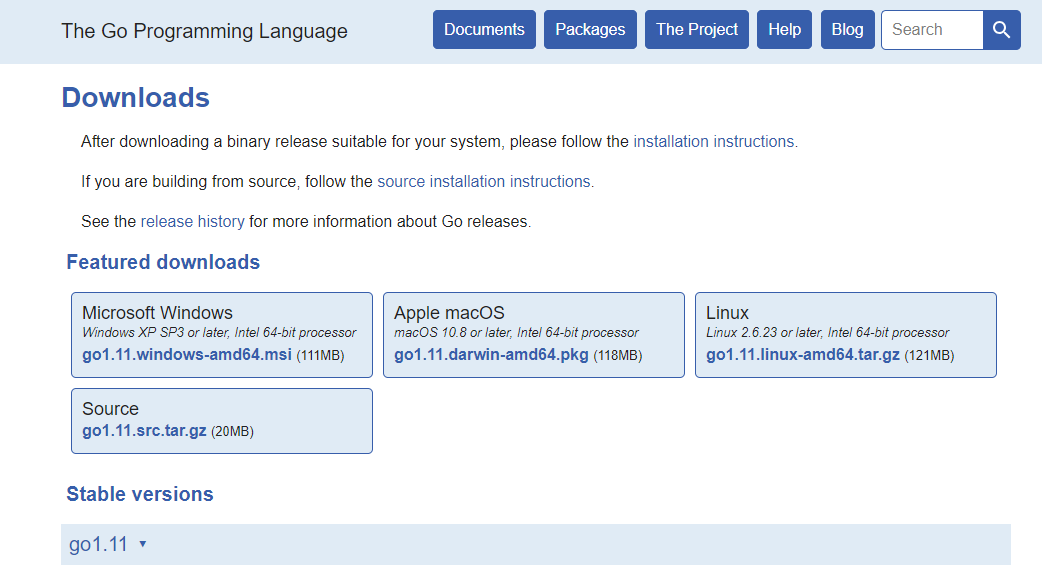 The Go Programming Language
Documents
Packages
The Project
Help
Blog
Search
Downloads
After downloading a binary release suitable for your system, please follow the installation instructions.
If you are building from source, follow the source installation instructions.
See the release history for more information about Go releases.
Featured downloads
Microsoft Windows
Windows XP SP3 or later, Intel 64-bit processor
go1.11.windows-amd64.msi (111MB)
Apple macOS
macOS 10.8 or later, Intel 64-bit processor
go1.11.darwin-amd64.pkg (118MB)
Linux
Linux 2.6.23 or later, Intel 64-bit processor
go1.11.linux-amd64.tar.gz (121MB)
Source
go1.11.src.tar.gz (20MB)
Stable versions
go1.11 ▾